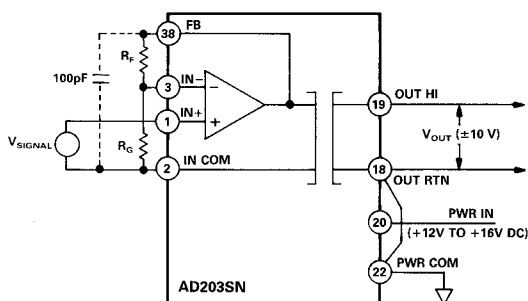 38
FB
R_F
100pF
3
IN−
−
19
OUT HI
1
IN+
+
V_SIGNAL
V_OUT (±10 V)
R_G
2
IN COM
18
OUT RTN
20
PWR IN
(+12V TO +16V DC)
22
PWR COM
AD203SN